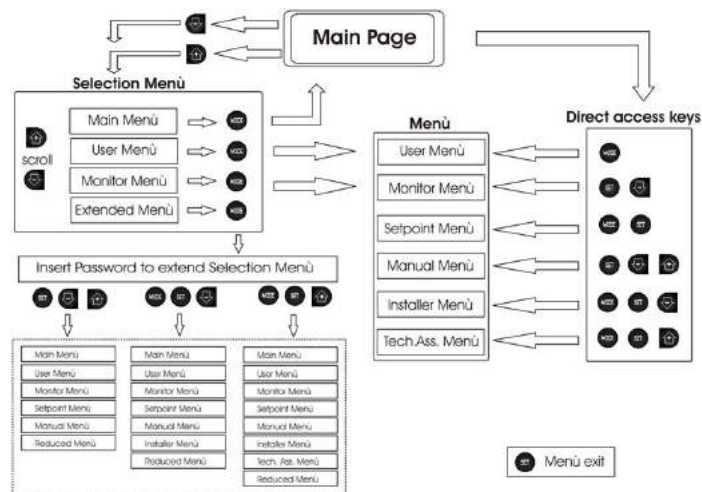 Main Page
Selection Menù
Main Menù
MODE
User Menù
MODE
Monitor Menù
MODE
Extended Menù
MODE
scroll
Menù
User Menù
Monitor Menù
Setpoint Menù
Manual Menù
Installer Menù
Tech.Ass. Menù
Direct access keys
MODE
SET
MODE SET
SET
MODE SET
MODE SET
Insert Password to extend Selection Menù
SET
MODE SET
MODE SET
Main Menù
User Menù
Monitor Menù
Setpoint Menù
Manual Menù
Reduced Menù
Main Menù
User Menù
Monitor Menù
Setpoint Menù
Manual Menù
Installer Menù
Reduced Menù
Main Menù
User Menù
Monitor Menù
Setpoint Menù
Manual Menù
Installer Menù
Tech. Ass. Menù
Reduced Menù
SET Menù exit